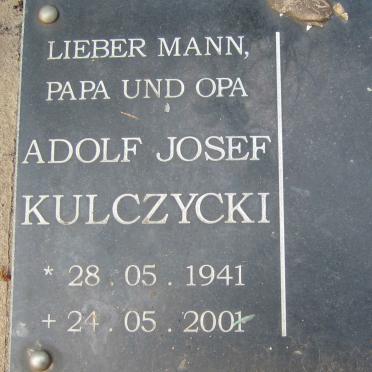 LIEBER MANN,
PAPA UND OPA
ADOLF JOSEF
KULCZYCKI
* 28 . 05 . 1941
+ 24 . 05 . 2001